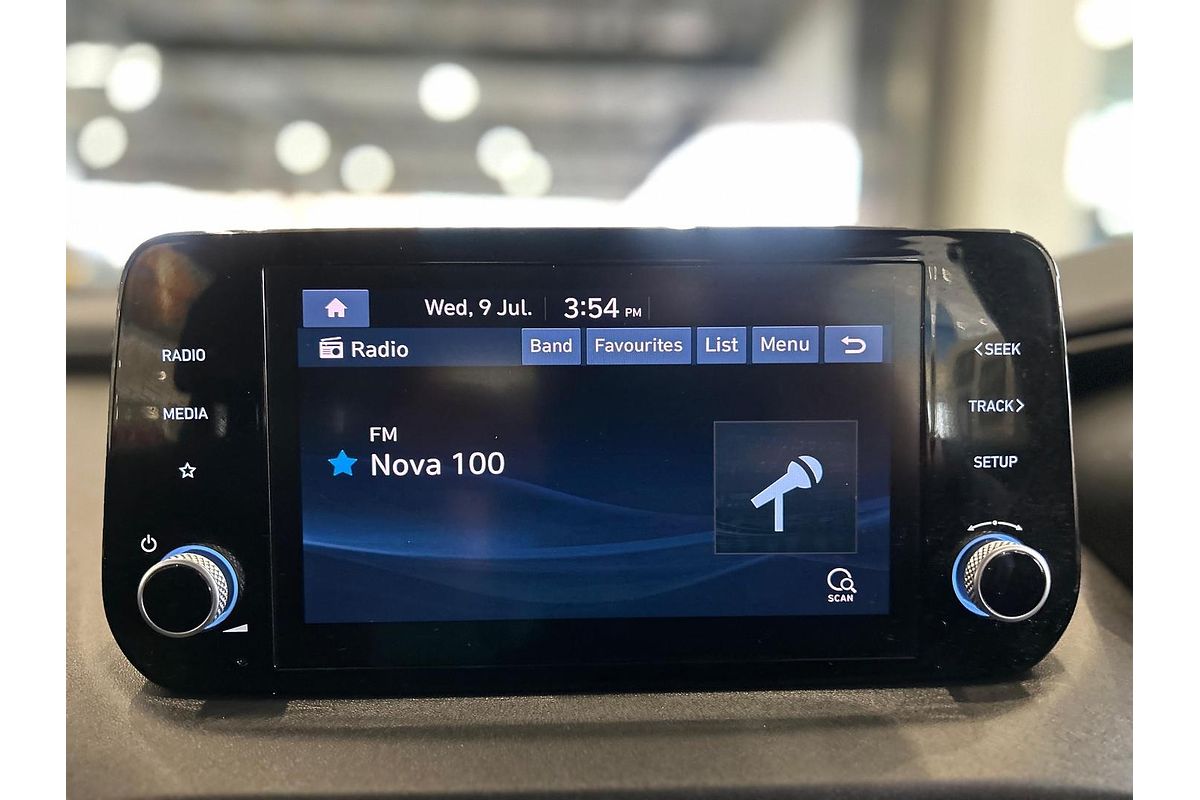 Wed, 9 Jul. 3:54 PM
Radio Band Favourites List Menu
FM
Nova 100
SCAN
RADIO
MEDIA
<SEEK
TRACK>
SETUP